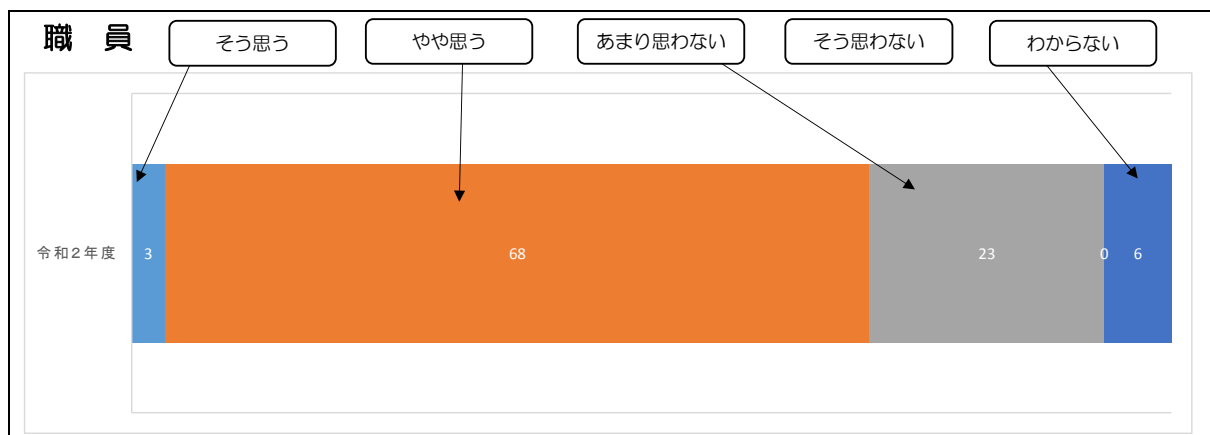 職 員
そう思う
やや思う
あまり思わない
そう思わない
わからない
令和2年度
3
68
23
0
6